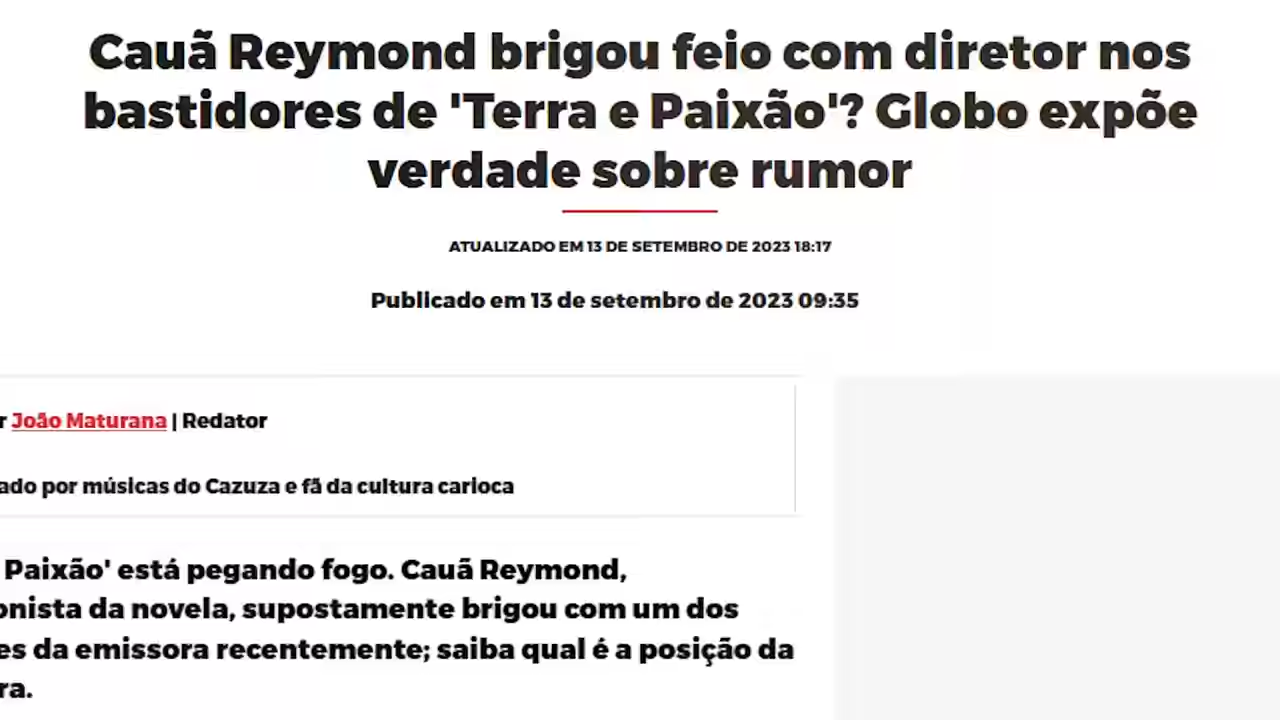 Cauã Reymond brigou feio com diretor nos
bastidores de 'Terra e Paixão'? Globo expõe
verdade sobre rumor
ATUALIZADO EM 13 DE SETEMBRO DE 2023 18:17
Publicado em 13 de setembro de 2023 09:35
r João Maturana | Redator
ado por músicas do Cazuza e fã da cultura carioca
Paixão' está pegando fogo. Cauã Reymond,
onista da novela, supostamente brigou com um dos
es da emissora recentemente; saiba qual é a posição da
ra.